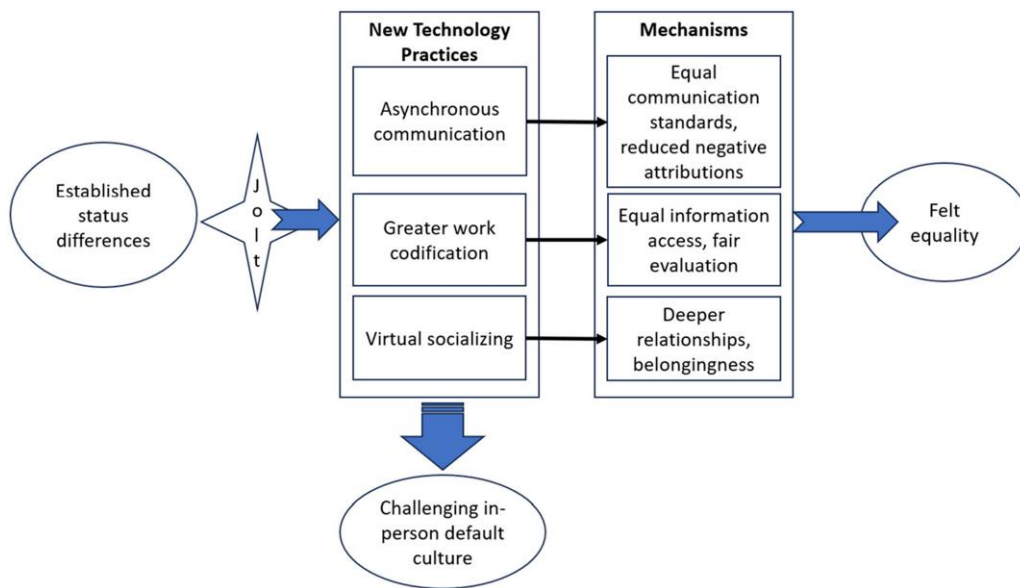 Established
status
differences
Jolt
New Technology
Practices
Asynchronous
communication
Greater work
codification
Virtual socializing
Mechanisms
Equal
communication
standards,
reduced negative
attributions
Equal information
access, fair
evaluation
Deeper
relationships,
belongingness
Felt
equality
Challenging in-
person default
culture